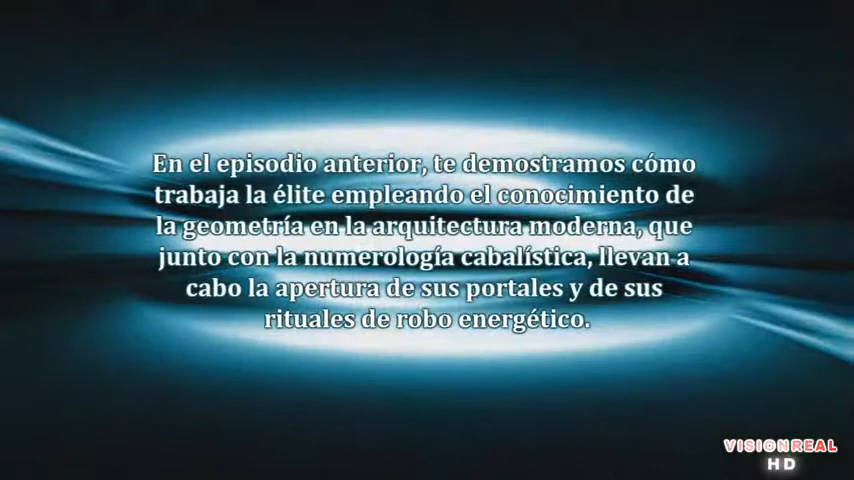 En el episodio anterior, te demostramos cómo
trabaja la élite empleando el conocimiento de
la geometría en la arquitectura moderna, que
junto con la numerología cabalística, llevan a
cabo la apertura de sus portales y de sus
rituales de robo energético.
VISIONREAL
HD